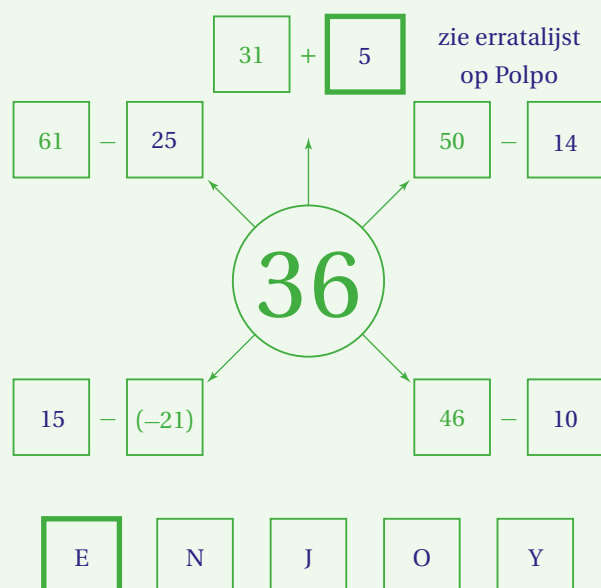 31 + 5
zie erratalijst
op Polpo
61 – 25
50 – 14
36
15 – (–21)
46 – 10
E N J O Y